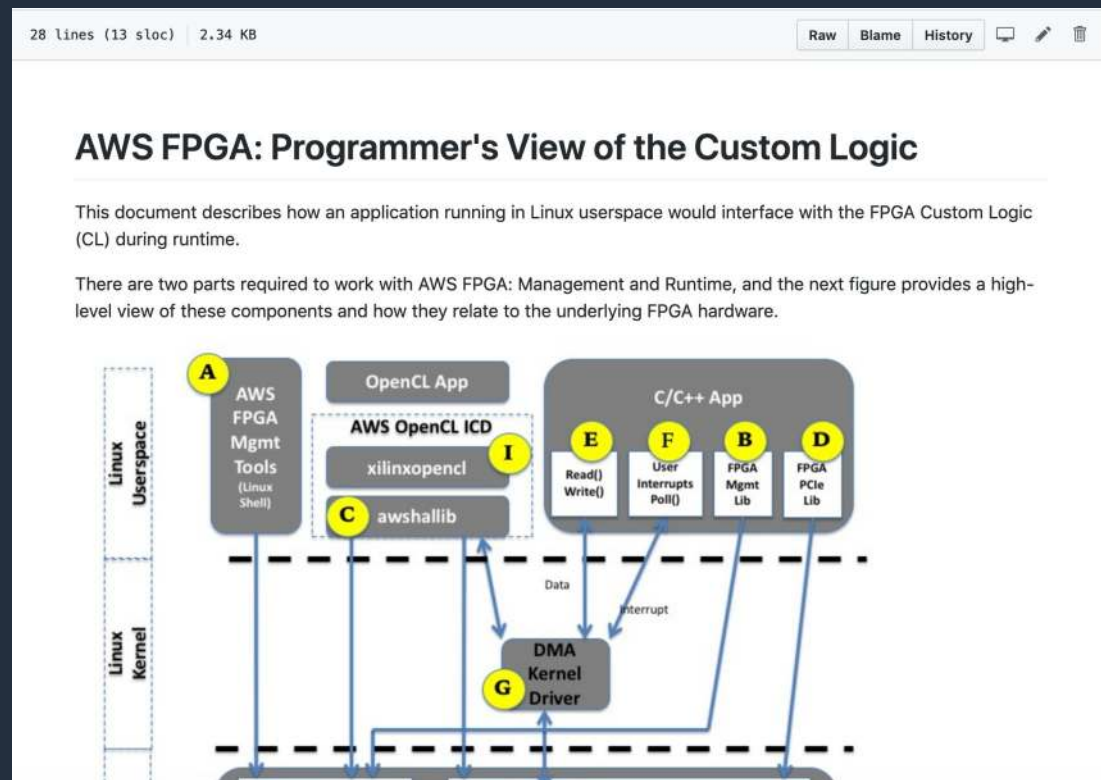 28 lines (13 sloc) 2.34 KB
Raw Blame History
AWS FPGA: Programmer's View of the Custom Logic
This document describes how an application running in Linux userspace would interface with the FPGA Custom Logic
(CL) during runtime.
There are two parts required to work with AWS FPGA: Management and Runtime, and the next figure provides a high-
level view of these components and how they relate to the underlying FPGA hardware.
Linux
Userspace
A
AWS
FPGA
Mgmt
Tools
(Linux
Shell)
OpenCL App
AWS OpenCL ICD
I
xilinxopencl
C
awshallib
C/C++ App
E
Read()
Write()
F
User
Interrupts
Poll()
B
FPGA
Mgmt
Lib
D
FPGA
PCIe
Lib
Data
Interrupt
Linux
Kernel
DMA
Kernel
Driver
G